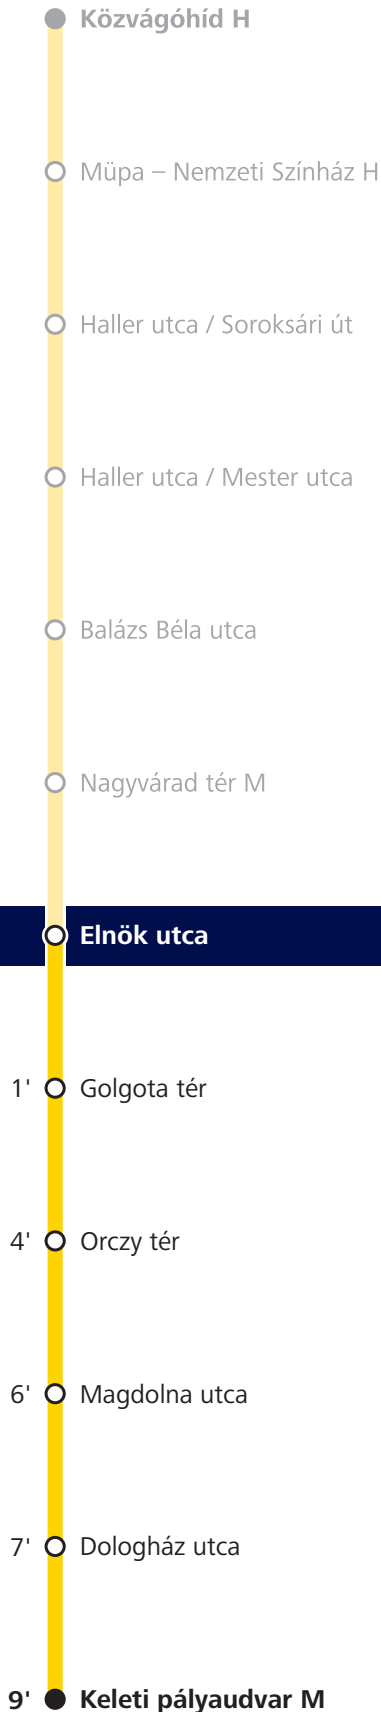 Közvágóhíd H
Müpa – Nemzeti Színház H
Haller utca / Soroksári út
Haller utca / Mester utca
Balázs Béla utca
Nagyvárad tér M
Elnök utca
1' Golgota tér
4' Orczy tér
6' Magdolna utca
7' Dologház utca
9' Keleti pályaudvar M